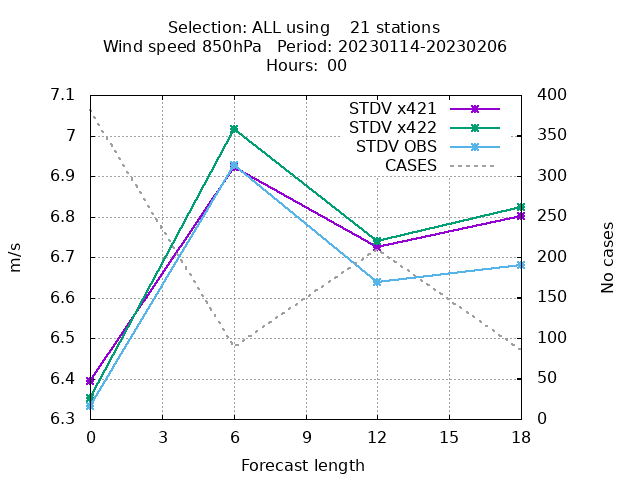 Selection: ALL using    21 stations
Wind speed 850hPa   Period: 20230114-20230206
Hours: 00
7.1
7
6.9
6.8
6.7
6.6
6.5
6.4
6.3
m/s
STDV x421
STDV x422
STDV OBS
CASES
400
350
300
250
200
150
100
50
0
No cases
0 3 6 9 12 15 18
Forecast length